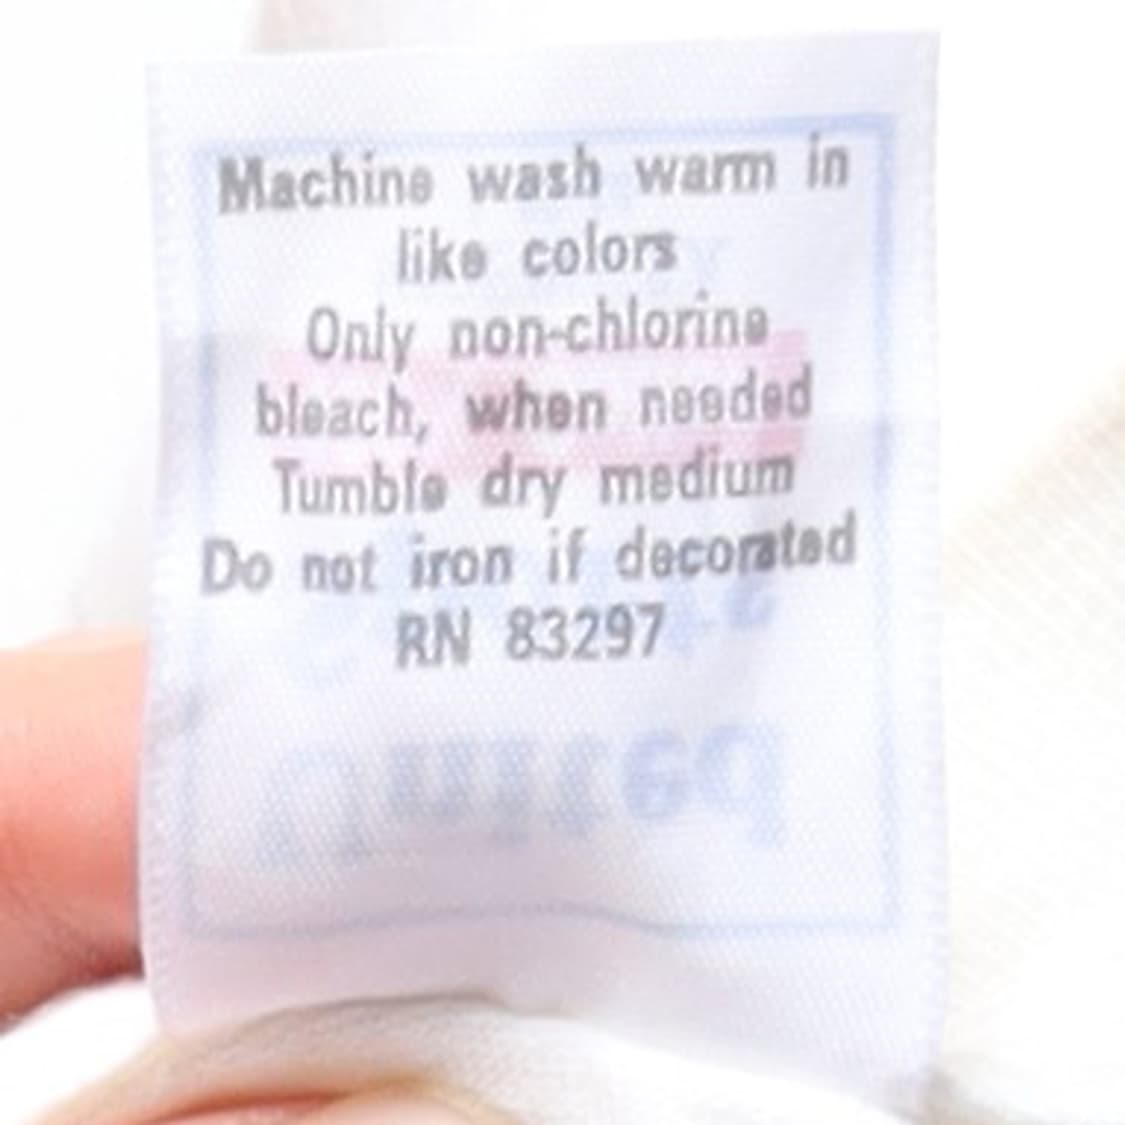 Machine wash warm in
like colors
Only non-chlorine
bleach, when needed
Tumble dry medium
Do not iron if decorated
RN 83297